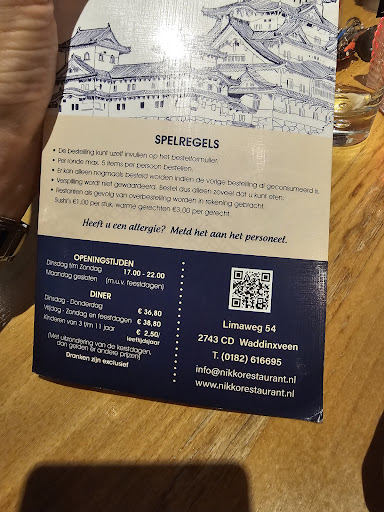 SPELREGELS
• De bestelling kunt uzelf invullen op het bestelformulier.
• Per ronde max. 5 items per persoon bestellen.
• Er kan alleen nogmaals besteld worden indien de vorige bestelling al geconsumeerd is.
• Verspilling wordt niet gewaardeerd. Bestel dus alleen zoveel dat u kunt eten.
• Restanten als gevolg van overbestelling worden in rekening gebracht.
Sushi's €1,00 per stuk, warme gerechten €3,00 per gerecht.
Heeft u een allergie? Meld het aan het personeel.
OPENINGSTIJDEN
Dinsdag t/m Zondag 17.00 - 22.00
Maandag gesloten (m.u.v. feestdagen)
DINER
Dinsdag - Donderdag € 36,80
Vrijdag - Zondag en feestdagen € 38,80
Kinderen van 3 t/m 11 jaar € 2,50/
leeftijdsjaar
(Met uitzondering van de kerstdagen,
dan gelden er andere prijzen)
Dranken zijn exclusief
Limaweg 54
2743 CD Waddinxveen
T. (0182) 616695
info@nikkorestaurant.nl
www.nikkorestaurant.nl